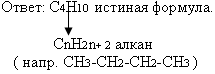 Ответ: C4H10 истиная формула.
CnH2n+ 2 алкан
( напр. CH3-CH2-CH2-CH3 )